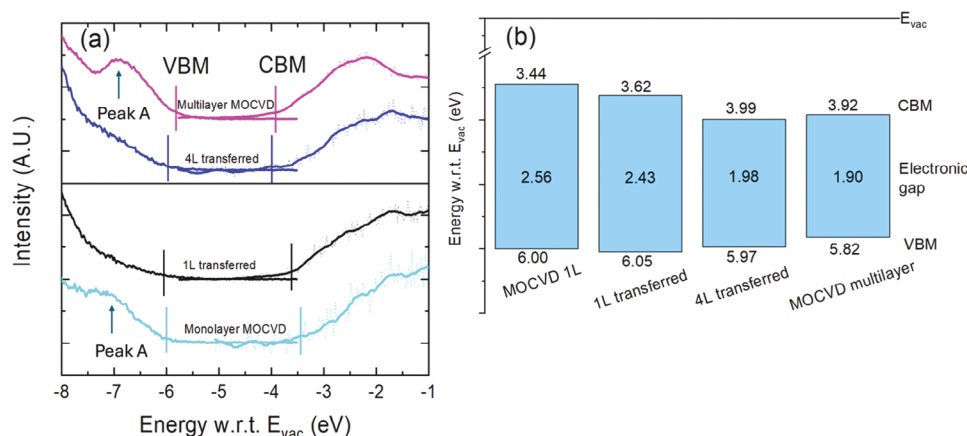 (a)
VBM
CBM
Peak A
Multilayer MOCVD
4L transferred
1L transferred
Monolayer MOCVD
Peak A
Intensity (A.U.)
-8 -7 -6 -5 -4 -3 -2 -1
Energy w.r.t. Evac (eV)
(b)
Evac
Energy w.r.t. Evac (eV)
3.44
3.62
3.99
3.92
CBM
2.56
2.43
1.98
1.90
Electronic
gap
6.00
6.05
5.97
5.82
VBM
MOCVD 1L
1L transferred
4L transferred
MOCVD multilayer